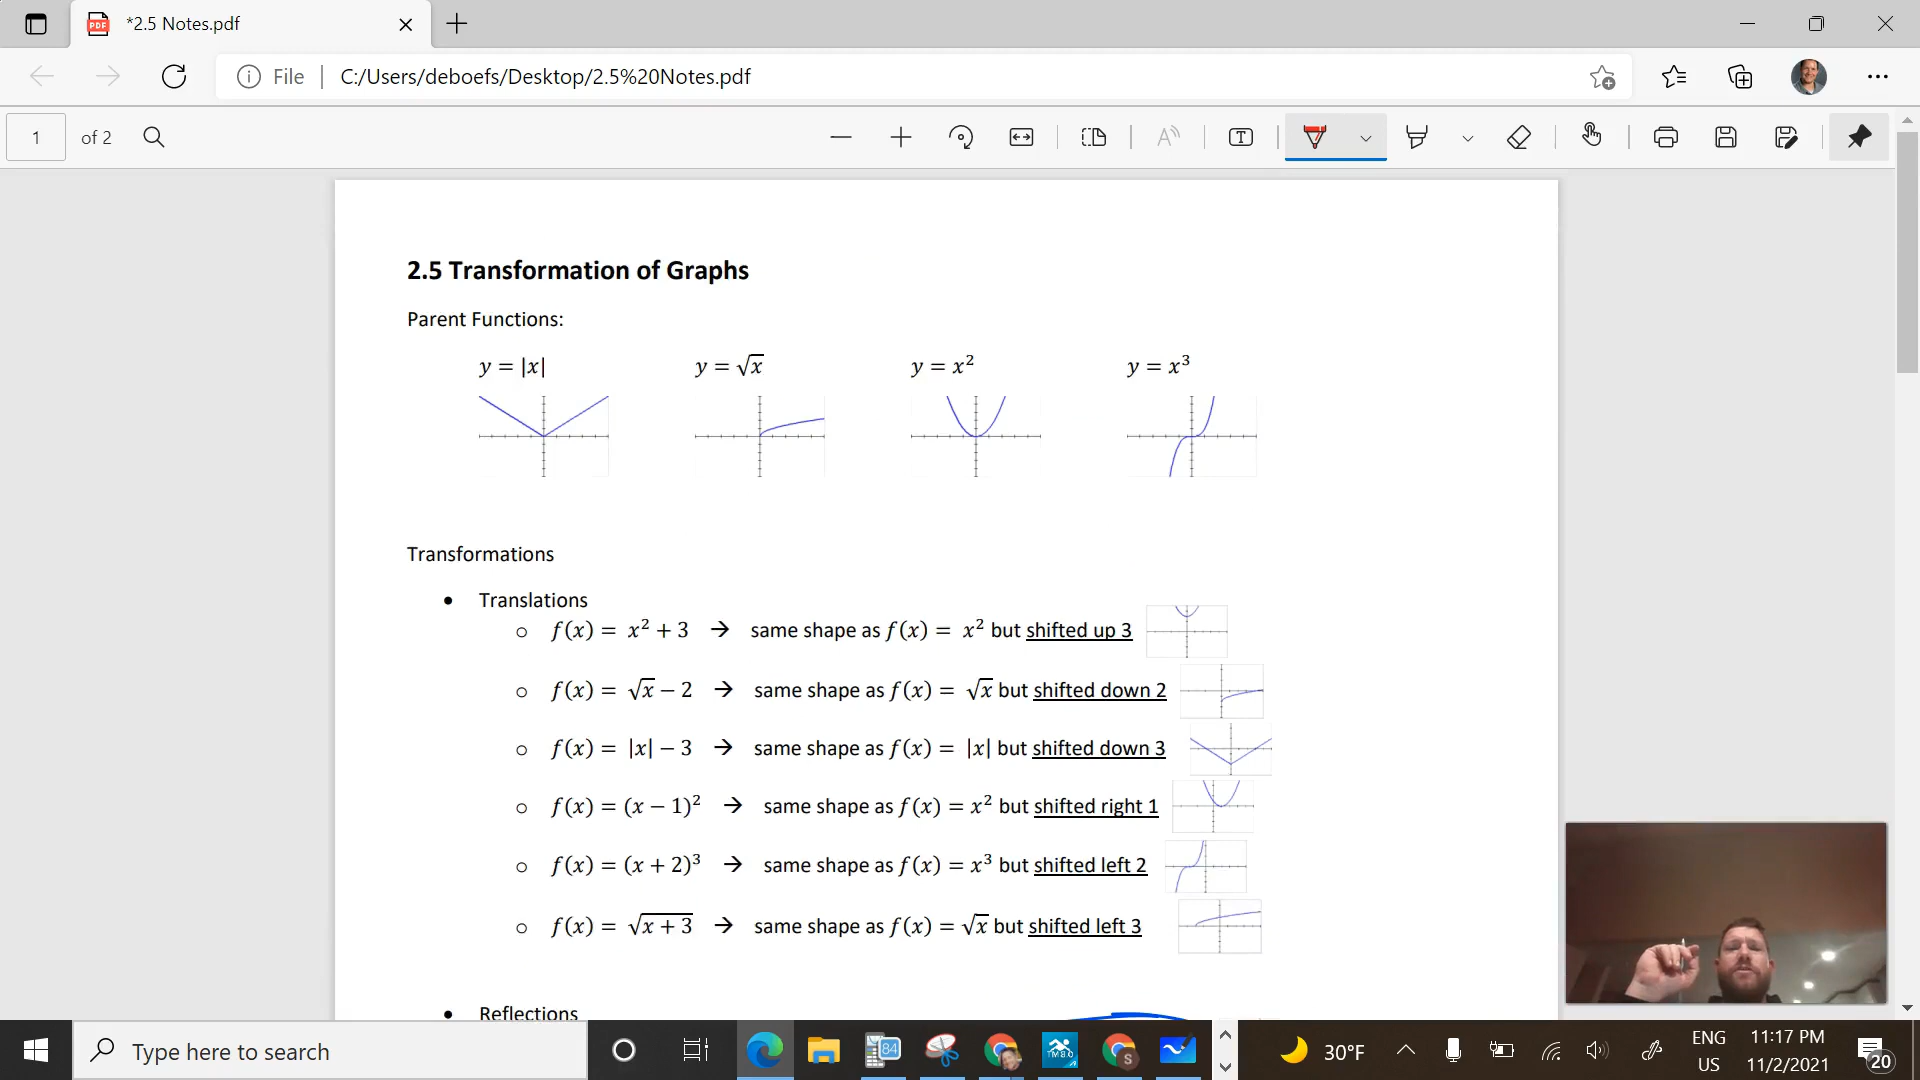 *2.5 Notes.pdf
File
C:/Users/deboefs/Desktop/2.5%20Notes.pdf
1 of 2
2.5 Transformation of Graphs
Parent Functions:
y = |x| y = √x y = x² y = x³
Transformations
• Translations
○ f(x) = x² + 3 → same shape as f(x) = x² but shifted up 3
○ f(x) = √x − 2 → same shape as f(x) = √x but shifted down 2
○ f(x) = |x| − 3 → same shape as f(x) = |x| but shifted down 3
○ f(x) = (x − 1)² → same shape as f(x) = x² but shifted right 1
○ f(x) = (x + 2)³ → same shape as f(x) = x³ but shifted left 2
○ f(x) = √(x + 3) → same shape as f(x) = √x but shifted left 3
• Reflections
Type here to search
84
TM 8.0
S
30°F
ENG
US
11:17 PM
11/2/2021
20